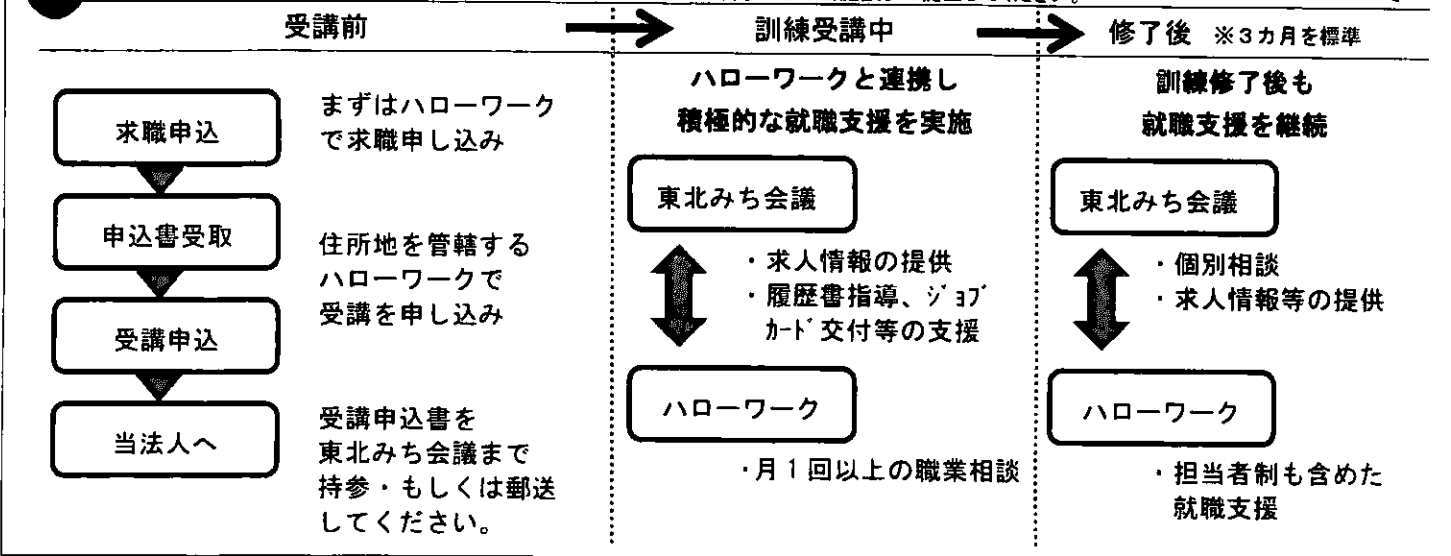 ください。
受講前
訓練受講中
修了後 ※3カ月を標準
求職申込
まずはハローワーク
で求職申し込み
申込書受取
住所地を管轄する
ハローワークで
受講を申し込み
受講申込
当法人へ
受講申込書を
東北みち会議まで
持参・もしくは郵送
してください。
ハローワークと連携し
積極的な就職支援を実施
東北みち会議
・求人情報の提供
・履歴書指導、ｼﾞｮﾌﾞ
ｶｰﾄﾞ交付等の支援
ハローワーク
・月1回以上の職業相談
訓練修了後も
就職支援を継続
東北みち会議
・個別相談
・求人情報等の提供
ハローワーク
・担当者制も含めた
就職支援